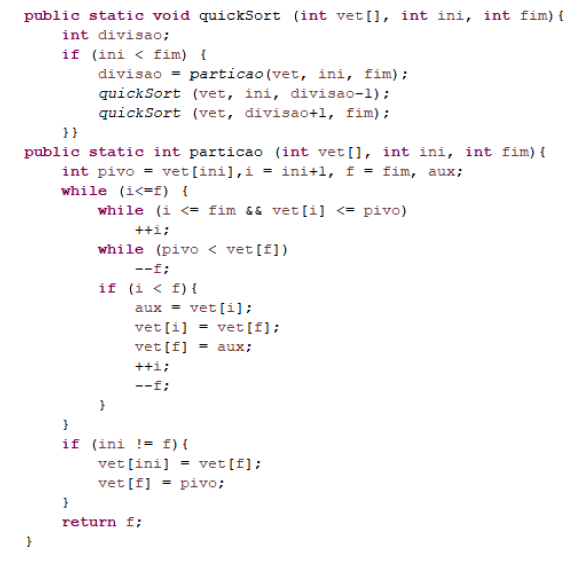 public static void quickSort (int vet[], int ini, int fim){
    int divisao;
    if (ini < fim) {
        divisao = particao(vet, ini, fim);
        quickSort (vet, ini, divisao-1);
        quickSort (vet, divisao+1, fim);
    }}
public static int particao (int vet[], int ini, int fim){
    int pivo = vet[ini],i = ini+1, f = fim, aux;
    while (i<=f) {
        while (i <= fim && vet[i] <= pivo)
            ++i;
        while (pivo < vet[f])
            --f;
        if (i < f){
            aux = vet[i];
            vet[i] = vet[f];
            vet[f] = aux;
            ++i;
            --f;
        }
    }
    if (ini != f){
        vet[ini] = vet[f];
        vet[f] = pivo;
    }
    return f;
}